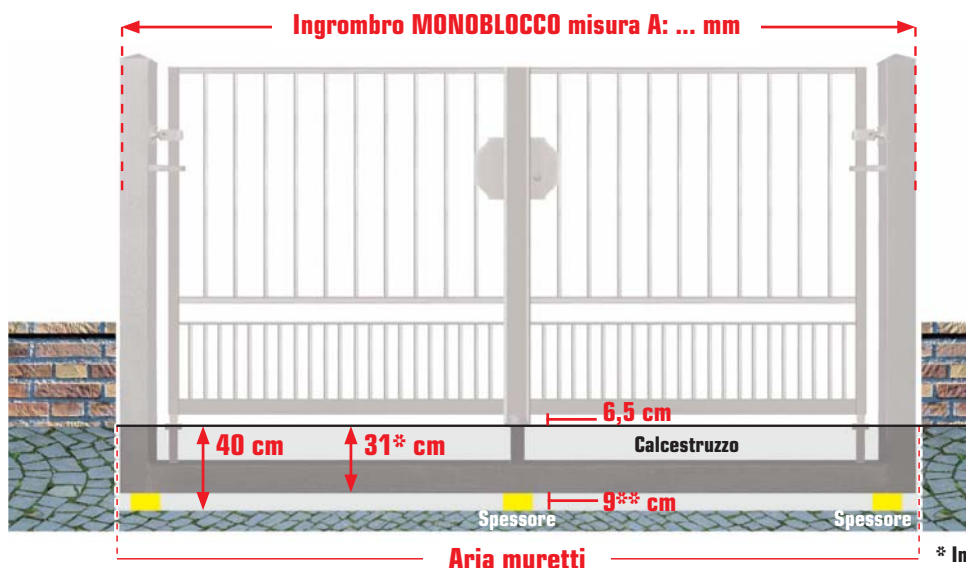 Ingrombro MONOBLOCCO misura A: ... mm
6,5 cm
40 cm
31* cm
Calcestruzzo
9** cm
Spessore
Spessore
Aria muretti
* In